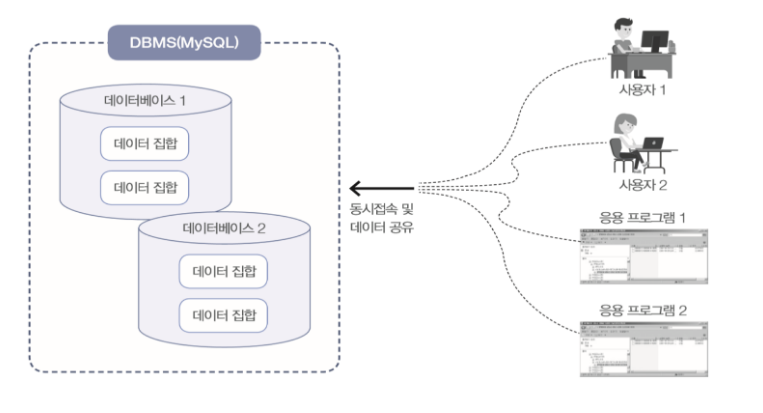 DBMS(MySQL)
데이터베이스 1
데이터 집합
데이터 집합
데이터베이스 2
데이터 집합
데이터 집합
동시접속 및
데이터 공유
사용자 1
사용자 2
응용 프로그램 1
응용 프로그램 2